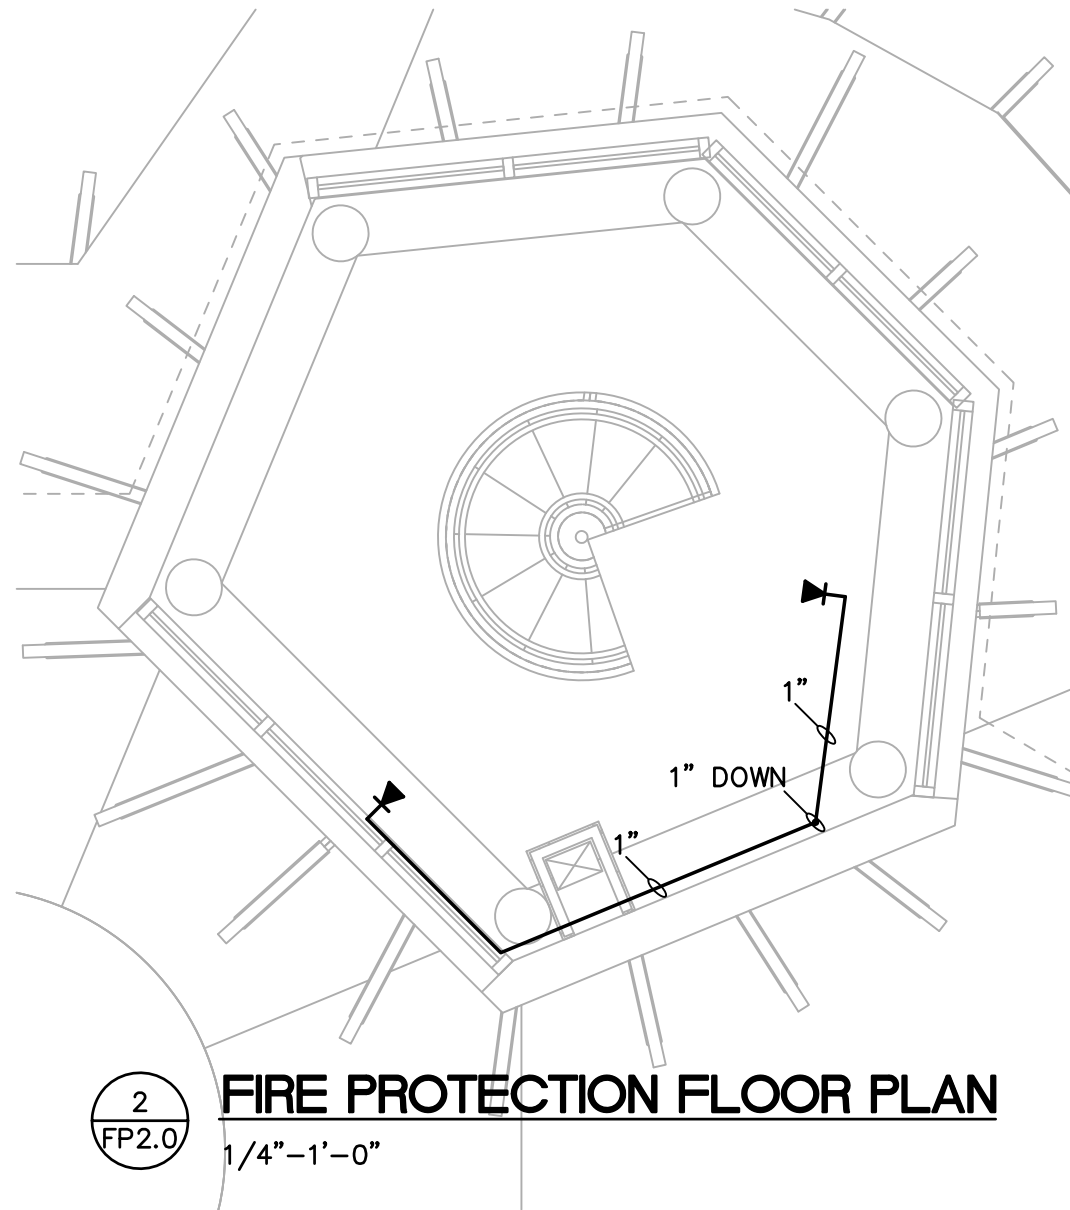 1”
1” DOWN
1”
2
FP2.0
FIRE PROTECTION FLOOR PLAN
1/4”-1’-0”